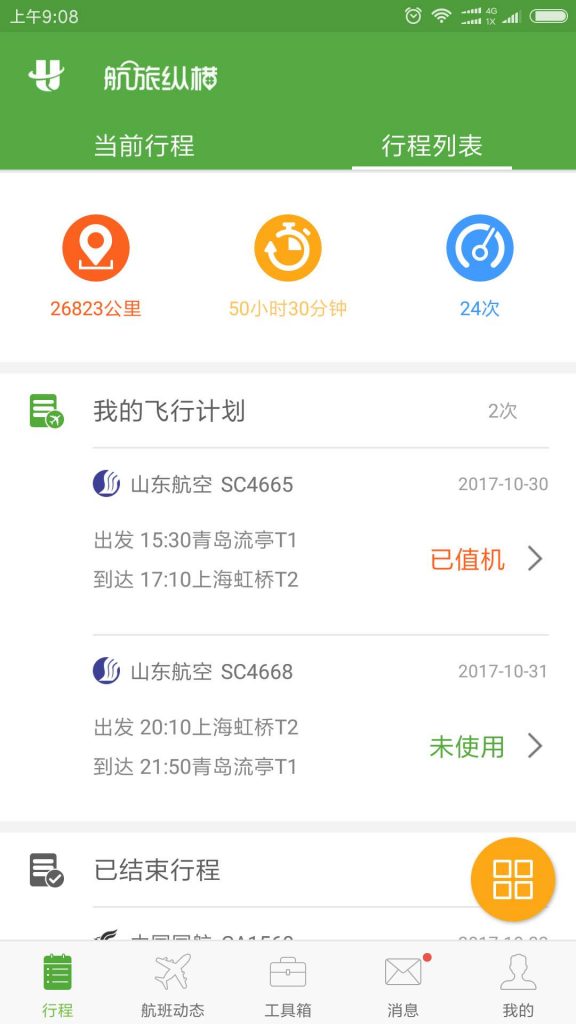 上午9:08
4G
1X
航旅纵横
当前行程
行程列表
26823公里
50小时30分钟
24次
我的飞行计划
2次
山东航空 SC4665
2017-10-30
出发 15:30青岛流亭T1
到达 17:10上海虹桥T2
已值机
山东航空 SC4668
2017-10-31
出发 20:10上海虹桥T2
到达 21:50青岛流亭T1
未使用
已结束行程
行程
航班动态
工具箱
消息
我的